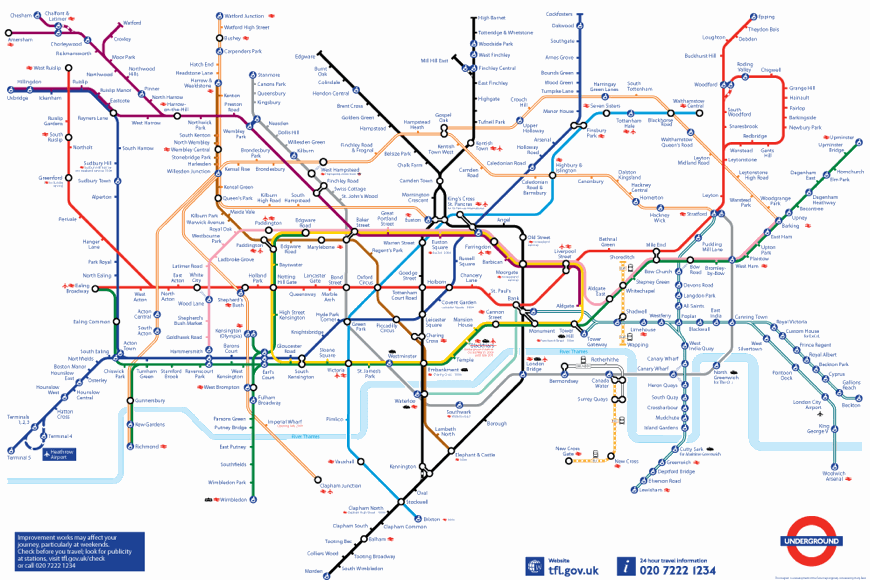 Chesham
Chalfont &
Latimer
Watford
Amersham
Chorleywood
Croxley
Rickmansworth
Moor Park
Northwood
Northwood
Hills
Pinner
North Harrow
Harrow-
on-the-Hill
West Ruislip
Hillingdon
Ruislip
Ruislip Manor
Uxbridge
Ickenham
Eastcote
Rayners Lane
West Harrow
Northwick
Park
Ruislip
Gardens
South
Ruislip
Northolt
Greenford
Perivale
Hanger
Lane
South Harrow
Sudbury Hill
Sudbury Town
Alperton
Park Royal
North Ealing
Ealing
Broadway
Ealing Common
West
Acton
North
Acton
East
Acton
White
City
South
Acton
Acton
Central
Acton
Town
South Ealing
Northfields
Boston Manor
Osterley
Hounslow
East
Hounslow
Central
Hounslow
West
Hatton
Cross
Terminals
1,2,3
Terminal 4
Terminal 5
Heathrow
Airport
Chiswick
Park
Turnham
Green
Stamford
Brook
Ravenscourt
Park
Hammersmith
Barons
Court
West
Kensington
Earl's
Court
Gunnersbury
Kew Gardens
Richmond
Watford Junction
Watford High Street
Bushey
Carpenders Park
Hatch End
Headstone Lane
Harrow &
Wealdstone
Kenton
Preston
Road
South Kenton
North Wembley
Wembley Central
Stonebridge Park
Harlesden
Willesden Junction
Wembley
Park
Stanmore
Canons Park
Queensbury
Kingsbury
Neasden
Dollis Hill
Willesden Green
Kilburn
West Hampstead
Finchley Road
Swiss Cottage
St. John's Wood
Kensal Rise
Brondesbury
Park
Brondesbury
Kensal Green
Queen's Park
Kilburn
High Road
South
Hampstead
Kilburn Park
Maida Vale
Warwick Avenue
Royal Oak
Westbourne
Park
Ladbroke Grove
Latimer Road
Wood Lane
Shepherd's
Bush Market
Goldhawk Road
Shepherd's
Bush
Kensington
(Olympia)
Holland
Park
Notting
Hill Gate
Paddington
Paddington
Edgware
Road
Edgware
Road
Marylebone
Baker
Street
Great
Portland
Street
Regent's Park
Bayswater
Queensway
Lancaster
Gate
Marble
Arch
Bond
Street
Oxford
Circus
High Street
Kensington
Knightsbridge
Hyde Park
Corner
Green
Park
Piccadilly
Circus
Gloucester
Road
South
Kensington
Sloane
Square
Victoria
St. James's
Park
Westminster
Embankment
Charing
Cross
Leicester
Square
Covent Garden
Holborn
Tottenham
Court Road
Goodge
Street
Warren Street
Euston
Euston
Square
Russell
Square
King's Cross
St. Pancras
Chancery
Lane
St. Paul's
Farringdon
Barbican
Moorgate
Old Street
Angel
Liverpool
Street
Bank
Aldgate
Aldgate
East
Tower
Hill
Tower
Gateway
Monument
Cannon
Street
Mansion
House
Blackfriars
Temple
London
Bridge
Southwark
Waterloo
Lambeth
North
Elephant & Castle
Borough
Kennington
Oval
Stockwell
Pimlico
Vauxhall
Brixton
Clapham North
Clapham Common
Clapham South
Balham
Tooting Bec
Tooting Broadway
Colliers Wood
South Wimbledon
Morden
West Brompton
Fulham
Broadway
Parsons Green
Putney Bridge
East Putney
Southfields
Wimbledon Park
Wimbledon
Imperial Wharf
Clapham Junction
River Thames
River Thames
Edgware
Burnt
Oak
Colindale
Hendon Central
Brent Cross
Golders Green
Hampstead
Finchley Road
& Frognal
Hampstead
Heath
Gospel
Oak
Belsize Park
Chalk Farm
Camden Town
Kentish
Town West
Mornington
Crescent
Camden
Road
Caledonian
Road &
Barnsbury
High Barnet
Totteridge & Whetstone
Woodside Park
West Finchley
Mill Hill East
Finchley Central
East Finchley
Highgate
Tufnell Park
Kentish
Town
Archway
Crouch
Hill
Upper
Holloway
Cockfosters
Oakwood
Southgate
Arnos Grove
Bounds Green
Wood Green
Turnpike Lane
Manor House
Finsbury
Park
Arsenal
Holloway
Road
Caledonian Road
Harringay
Green Lanes
Seven Sisters
South
Tottenham
Tottenham
Hale
Blackhorse
Road
Walthamstow
Central
Walthamstow
Queen's Road
Leyton
Midland Road
Highbury &
Islington
Canonbury
Dalston
Kingsland
Hackney
Central
Homerton
Hackney
Wick
Stratford
Epping
Theydon Bois
Debden
Loughton
Buckhurst Hill
Woodford
Roding
Valley
Chigwell
Grange Hill
Hainault
Fairlop
Barkingside
Newbury Park
Gants
Hill
Redbridge
Wanstead
South
Woodford
Snaresbrook
Leytonstone
Leytonstone
High Road
Leyton
Wanstead
Park
Woodgrange
Park
Upminster
Upminster
Bridge
Hornchurch
Elm Park
Dagenham
East
Dagenham
Heathway
Becontree
Upney
Barking
East Ham
Upton
Park
Plaistow
West Ham
Bethnal
Green
Mile End
Shoreditch
Whitechapel
Stepney Green
Bow Road
Bow Church
Bromley-
by-Bow
Pudding
Mill Lane
Devons Road
Langdon Park
All Saints
Shadwell
Limehouse
Wapping
Westferry
Poplar
Blackwall
East
India
Canning Town
West
Silvertown
Royal Victoria
Custom House
Prince Regent
Royal Albert
Beckton Park
Cyprus
Gallions
Reach
Beckton
Pontoon
Dock
London City
Airport
King
George V
Woolwich
Arsenal
West
India Quay
Canary Wharf
Canary Wharf
Heron Quays
South Quay
Crossharbour
Mudchute
Island Gardens
Cutty Sark
Greenwich
Deptford Bridge
Elverson Road
Lewisham
North
Greenwich
Rotherhithe
Bermondsey
Canada
Water
Surrey Quays
New Cross
Gate
New Cross
River Thames
Improvement works may affect your
journey, particularly at weekends.
Check before you travel; look for publicity
at stations, visit tfl.gov.uk/check
or call 020 7222 1234
Website
tfl.gov.uk
24 hour travel information
020 7222 1234
UNDERGROUND